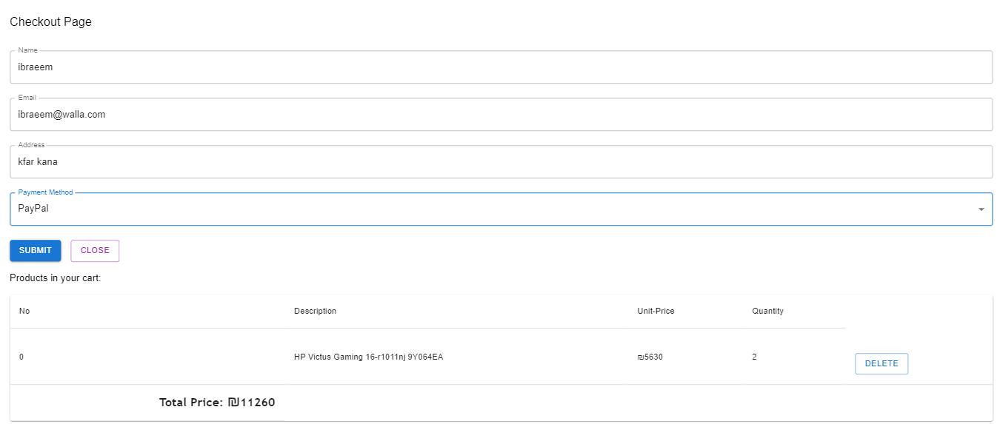 Checkout Page
Name
ibraeem
Email
ibraeem@walla.com
Address
kfar kana
Payment Method
PayPal
SUBMIT CLOSE
Products in your cart:
No Description Unit-Price Quantity
0 HP Victus Gaming 16-r1011nj 9Y064EA ₪5630 2 DELETE
Total Price: ₪11260